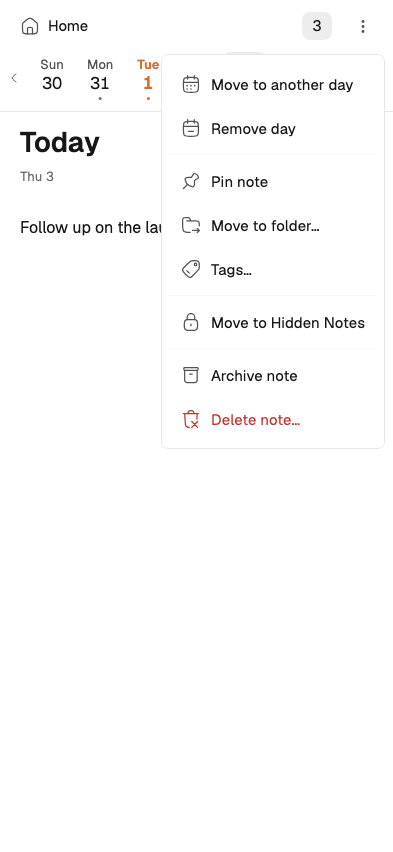 Home
3
Sun Mon Tue
30 31 1
Today
Thu 3
Follow up on the
Move to another day
Remove day
Pin note
Move to folder...
Tags...
Move to Hidden Notes
Archive note
Delete note...